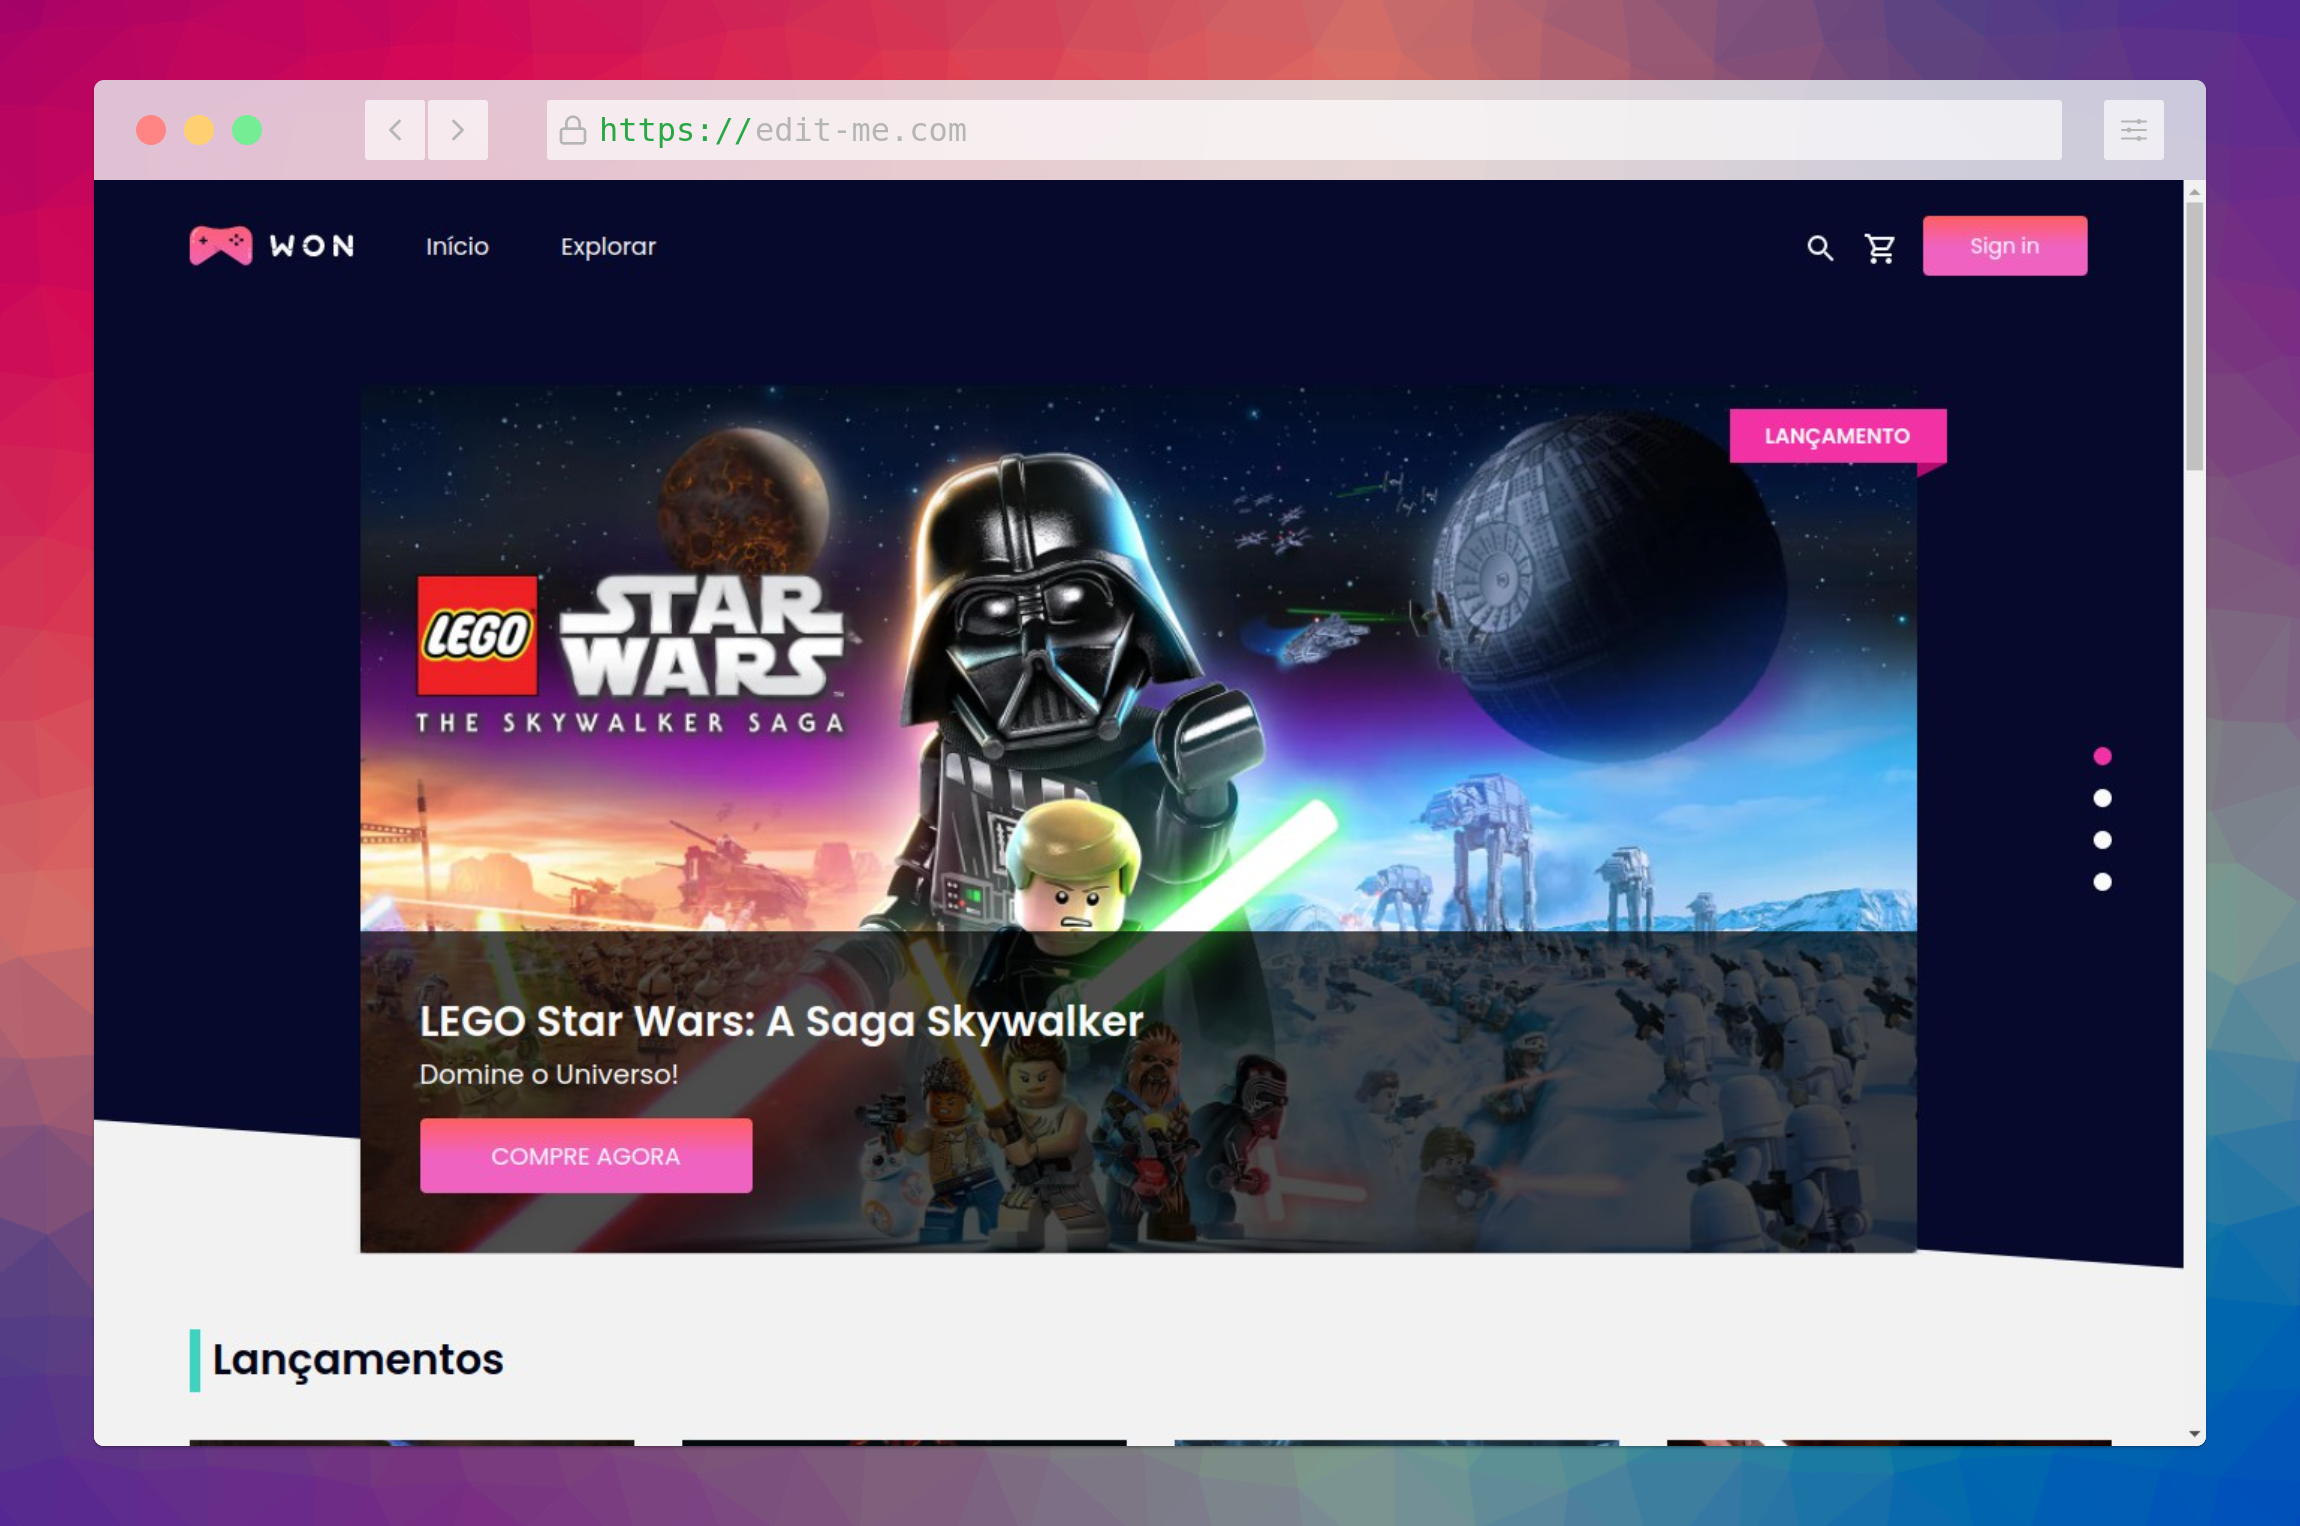 https://edit-me.com
WON
Início
Explorar
Sign in
LANÇAMENTO
LEGO
STAR
WARS™
THE SKYWALKER SAGA
LEGO Star Wars: A Saga Skywalker
Domine o Universo!
COMPRE AGORA
Lançamentos